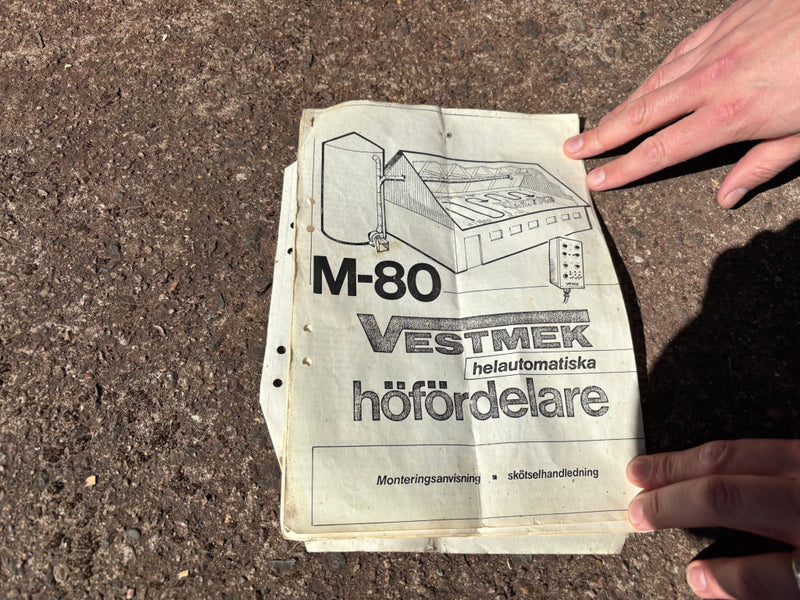 M-80
VESTMEK
helautomatiska
höfördelare
Monteringsanvisning ▪ skötselhandledning